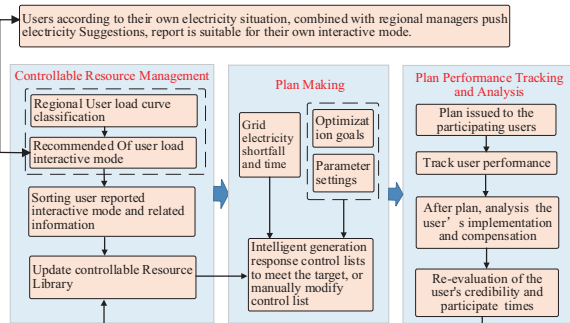 Users according to their own electricity situation, combined with regional managers push
electricity Suggestions, report is suitable for their own interactive mode.
Controllable Resource Management
Regional User load curve
classification
Recommended Of user load
interactive mode
Sorting user reported
interactive mode and related
information
Update controllable Resource
Library
Plan Making
Grid
electricity
shortfall
and time
Optimizat
ion goals
Parameter
settings
Intelligent generation
response control lists
to meet the target, or
manually modify
control list
Plan Performance Tracking
and Analysis
Plan issued to the
participating users
Track user performance
After plan, analysis the
user’s implementation
and compensation
Re-evaluation of the
user's credibility and
participate times